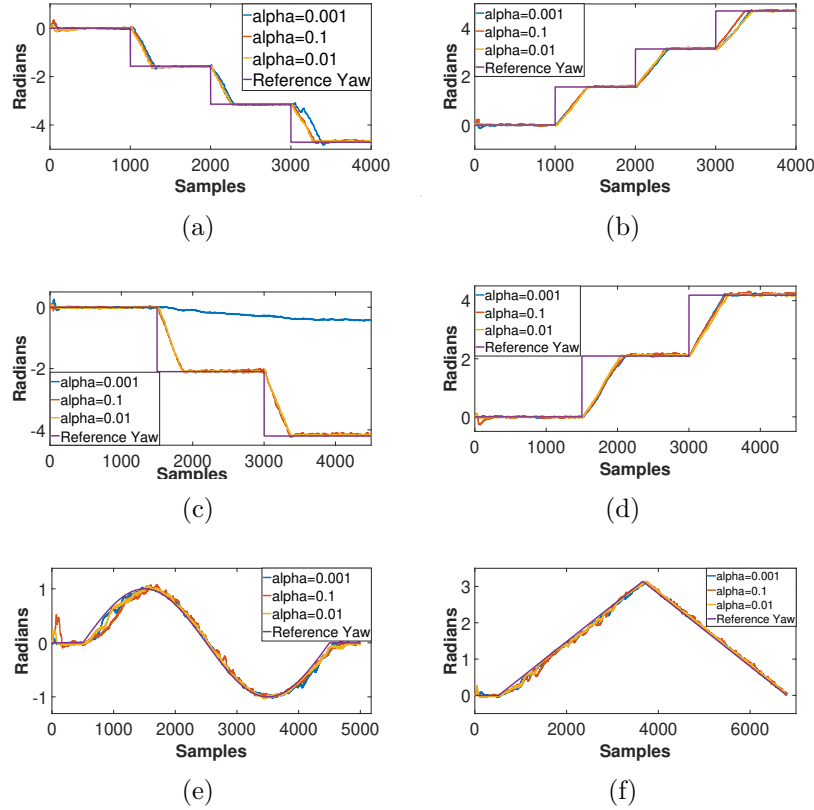 alpha=0.001
alpha=0.1
alpha=0.01
Reference Yaw
Radians
0
-2
-4
0 1000 2000 3000 4000
Samples
(a)
alpha=0.001
alpha=0.1
alpha=0.01
Reference Yaw
Radians
4
2
0
0 1000 2000 3000 4000
Samples
(b)
alpha=0.001
alpha=0.1
alpha=0.01
Reference Yaw
Radians
0
-2
-4
0 1000 2000 3000 4000
Samples
(c)
alpha=0.001
alpha=0.1
alpha=0.01
Reference Yaw
Radians
4
2
0
0 1000 2000 3000 4000
Samples
(d)
alpha=0.001
alpha=0.1
alpha=0.01
Reference Yaw
Radians
1
0
-1
0 1000 2000 3000 4000 5000
Samples
(e)
alpha=0.001
alpha=0.1
alpha=0.01
Reference Yaw
Radians
3
2
1
0
0 2000 4000 6000
Samples
(f)